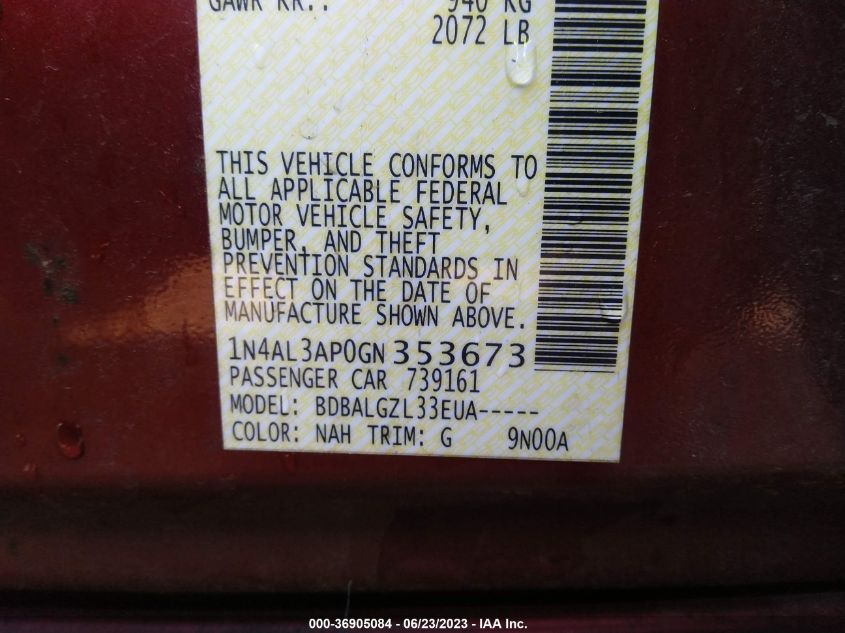 GAWR RR.: 940 KG
2072 LB
THIS VEHICLE CONFORMS TO
ALL APPLICABLE FEDERAL
MOTOR VEHICLE SAFETY,
BUMPER, AND THEFT
PREVENTION STANDARDS IN
EFFECT ON THE DATE OF
MANUFACTURE SHOWN ABOVE.
1N4AL3AP0GN353673
PASSENGER CAR 739161
MODEL: BDBALGZL33EUA-----
COLOR: NAH TRIM: G 9N00A
000-36905084 - 06/23/2023 - IAA Inc.